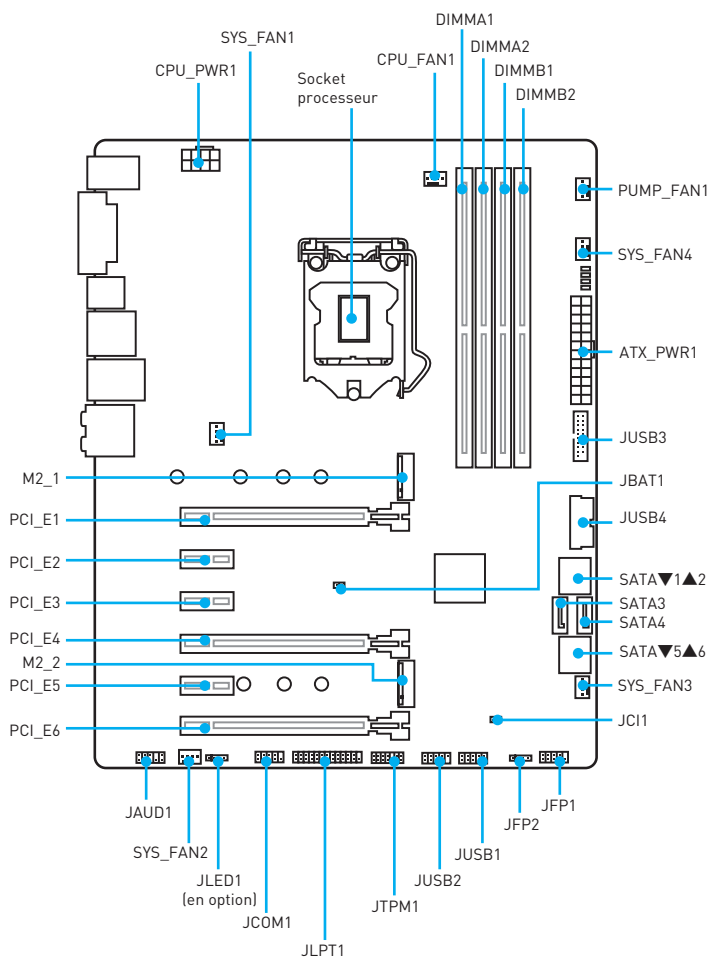 DIMMA1
SYS_FAN1
DIMMA2
CPU_FAN1
CPU_PWR1
DIMMB1
Socket
processeur
DIMMB2
PUMP_FAN1
SYS_FAN4
ATX_PWR1
JUSB3
M2_1
JBAT1
PCI_E1
JUSB4
PCI_E2
SATA▼1▲2
PCI_E3
SATA3
SATA4
PCI_E4
M2_2
SATA▼5▲6
PCI_E5
SYS_FAN3
PCI_E6
JCI1
JAUD1
JFP1
JFP2
SYS_FAN2
JUSB1
JLED1
(en option)
JUSB2
JTPM1
JCOM1
JLPT1